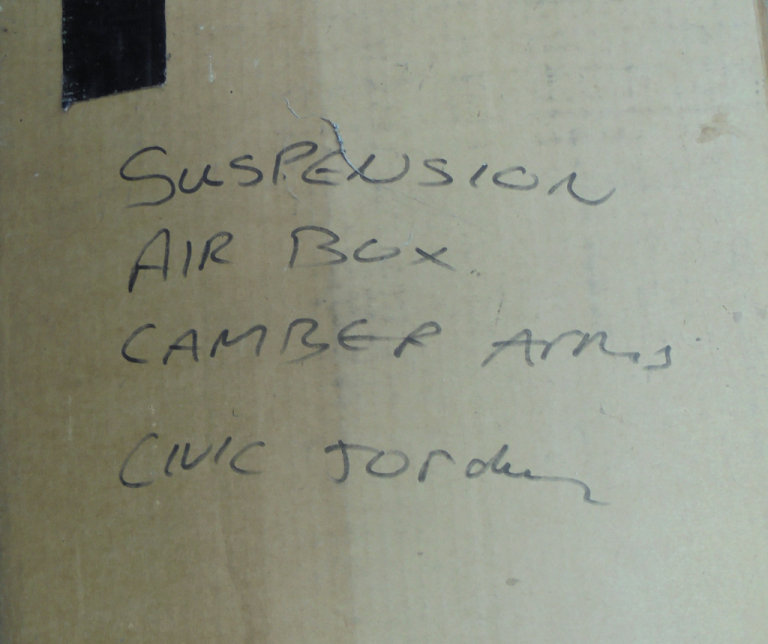 SUSPENSION
AIR BOX
CAMBER ARMS
CIVIC JORdan